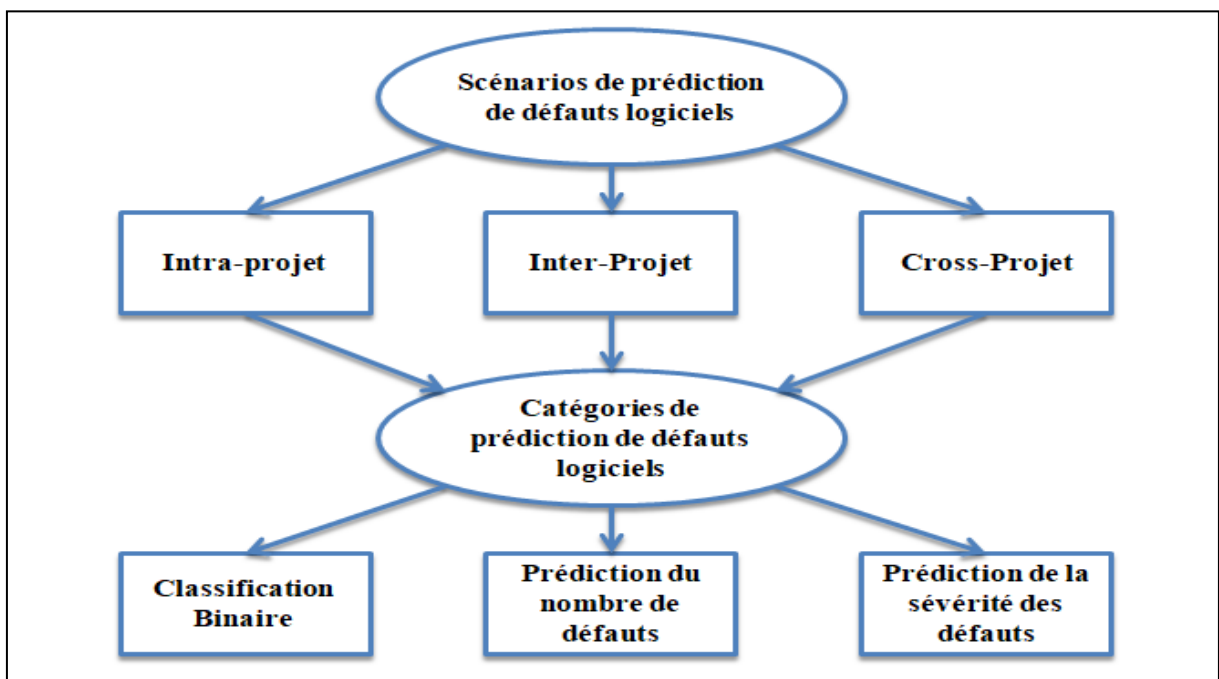 Scénarios de prédiction
de défauts logiciels
Intra-projet
Inter-Projet
Cross-Projet
Catégories de
prédiction de défauts
logiciels
Classification
Binaire
Prédiction du
nombre de
défauts
Prédiction de la
sévérité des
défauts